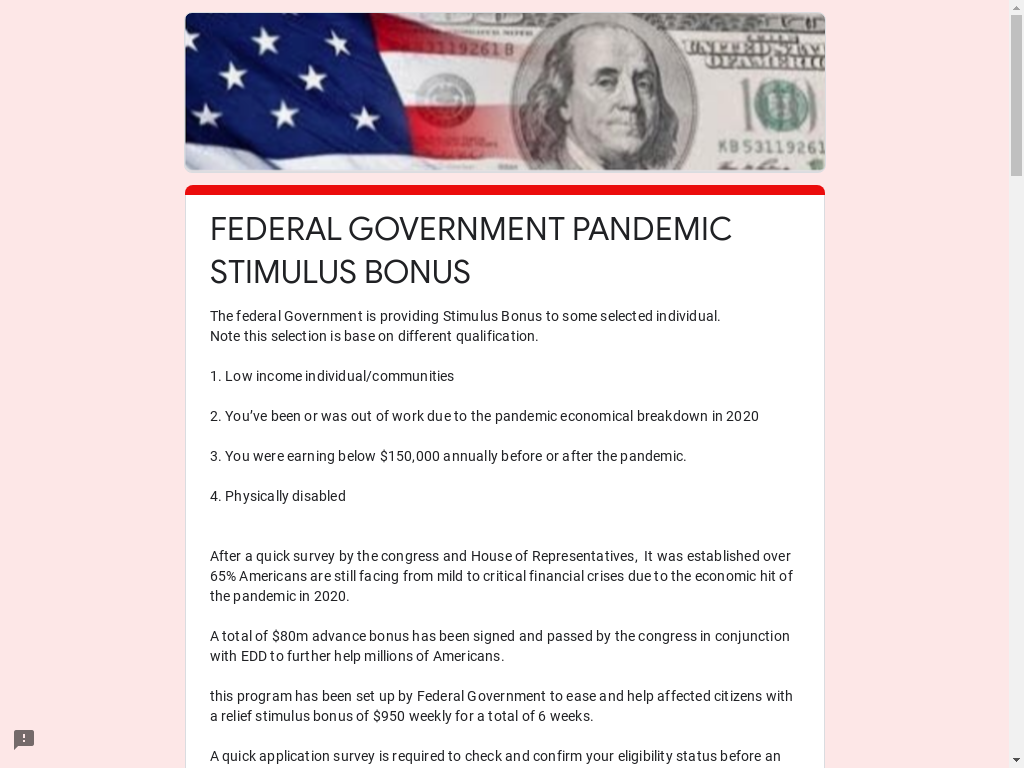 53119261B
UNITED STATES
OF AMERICA
KB 5311926
FEDERAL GOVERNMENT PANDEMIC
STIMULUS BONUS
The federal Government is providing Stimulus Bonus to some selected individual.
Note this selection is base on different qualification.
1. Low income individual/communities
2. You’ve been or was out of work due to the pandemic economical breakdown in 2020
3. You were earning below $150,000 annually before or after the pandemic.
4. Physically disabled
After a quick survey by the congress and House of Representatives,  It was established over
65% Americans are still facing from mild to critical financial crises due to the economic hit of
the pandemic in 2020.
A total of $80m advance bonus has been signed and passed by the congress in conjunction
with EDD to further help millions of Americans.
this program has been set up by Federal Government to ease and help affected citizens with
a relief stimulus bonus of $950 weekly for a total of 6 weeks.
A quick application survey is required to check and confirm your eligibility status before an